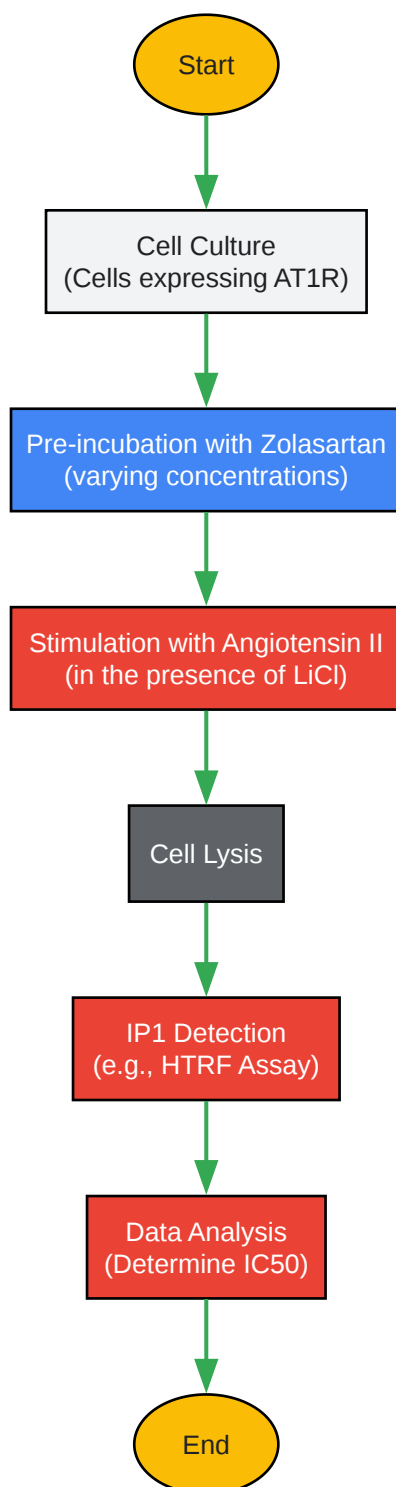 Start
Cell Culture
(Cells expressing AT1R)
Pre-incubation with Zolasartan
(varying concentrations)
Stimulation with Angiotensin II
(in the presence of LiCl)
Cell Lysis
IP1 Detection
(e.g., HTRF Assay)
Data Analysis
(Determine IC50)
End